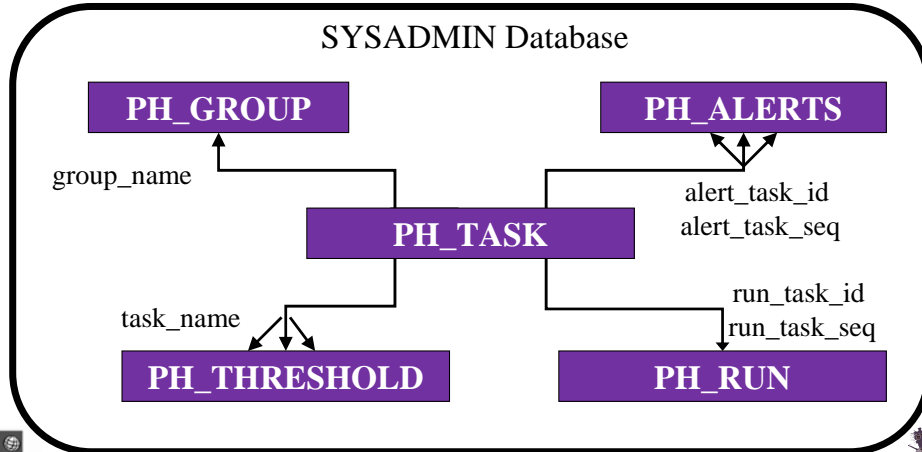 SYSADMIN Database
PH_GROUP
PH_ALERTS
group_name
alert_task_id
alert_task_seq
PH_TASK
task_name
run_task_id
run_task_seq
PH_THRESHOLD
PH_RUN